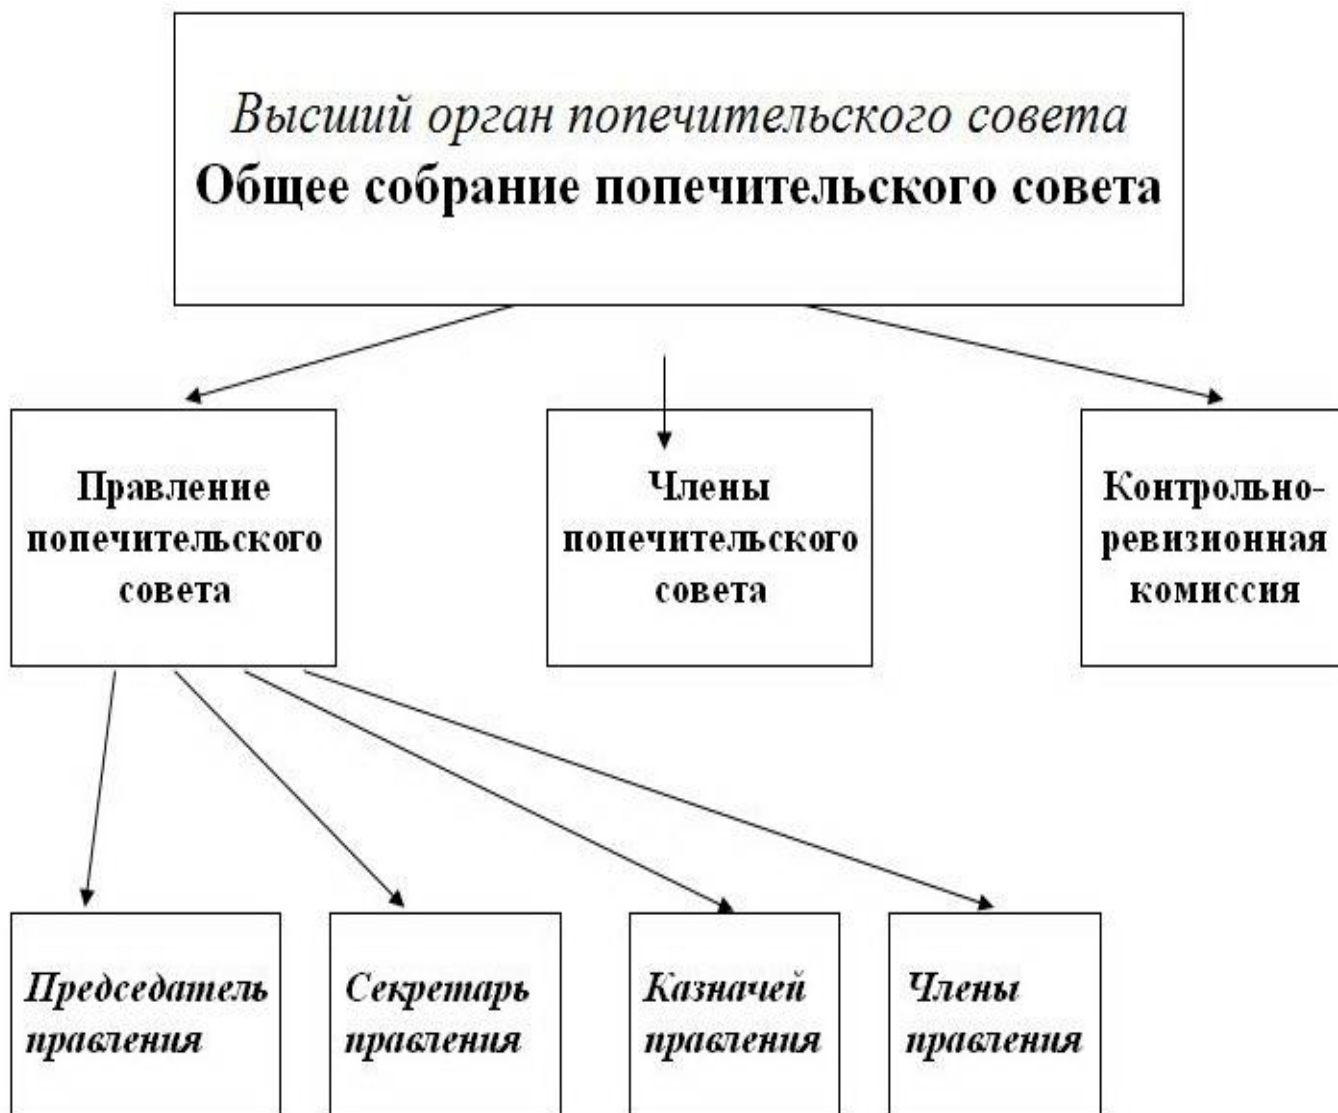 Высший орган попечительского совета
Общее собрание попечительского совета
Правление
попечительского
совета
Члены
попечительского
совета
Контрольно-
ревизионная
комиссия
Председатель
правления
Секретарь
правления
Казначей
правления
Члены
правления